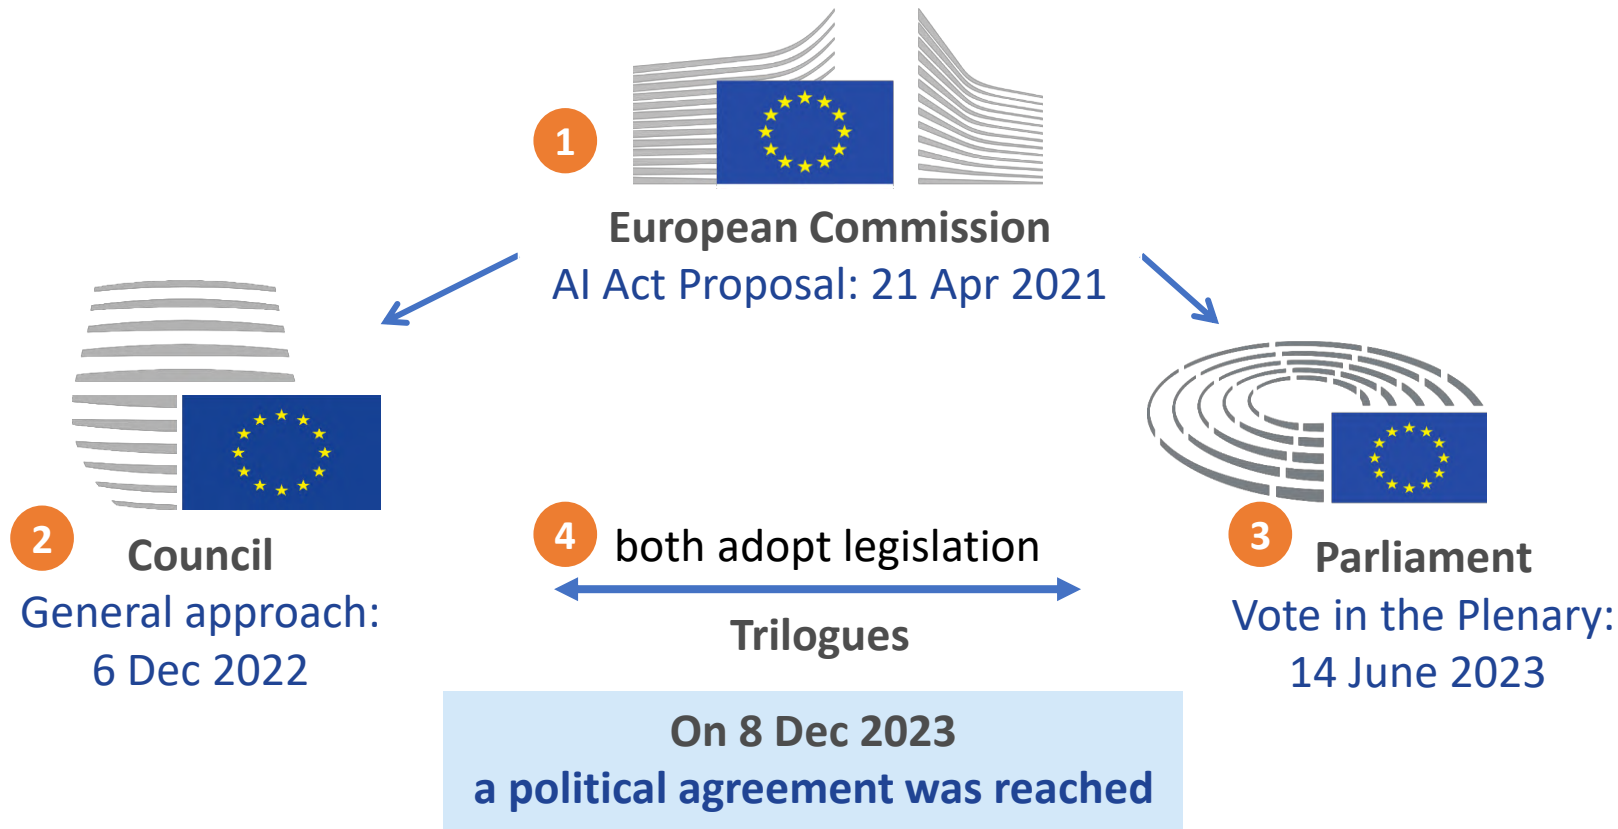 1
European Commission
AI Act Proposal: 21 Apr 2021
2
Council
General approach:
6 Dec 2022
4
both adopt legislation
Trilogues
3
Parliament
Vote in the Plenary:
14 June 2023
On 8 Dec 2023
a political agreement was reached